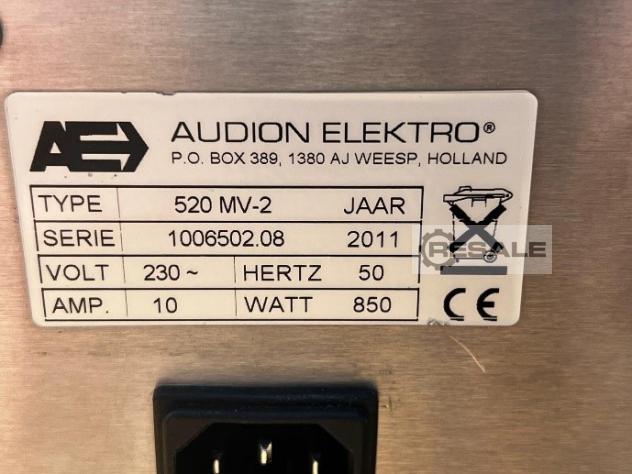 AE
AUDION ELEKTRO®
P.O. BOX 389, 1380 AJ WEESP, HOLLAND
TYPE 520 MV-2 JAAR
SERIE 1006502.08 2011
VOLT 230 ~ HERTZ 50
AMP. 10 WATT 850
RESALE
CE